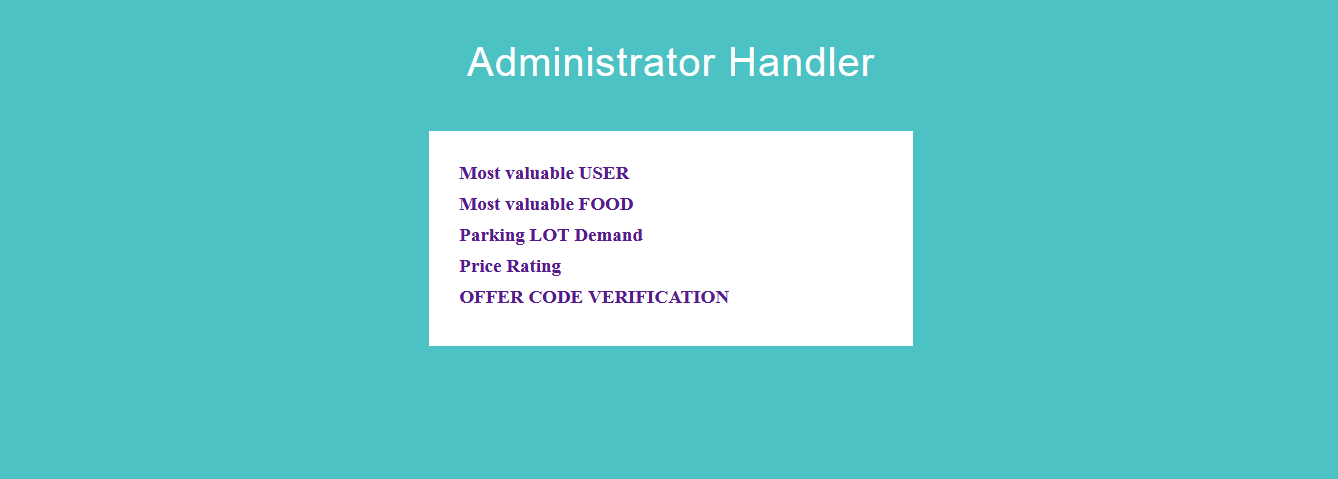 Administrator Handler
Most valuable USER
Most valuable FOOD
Parking LOT Demand
Price Rating
OFFER CODE VERIFICATION